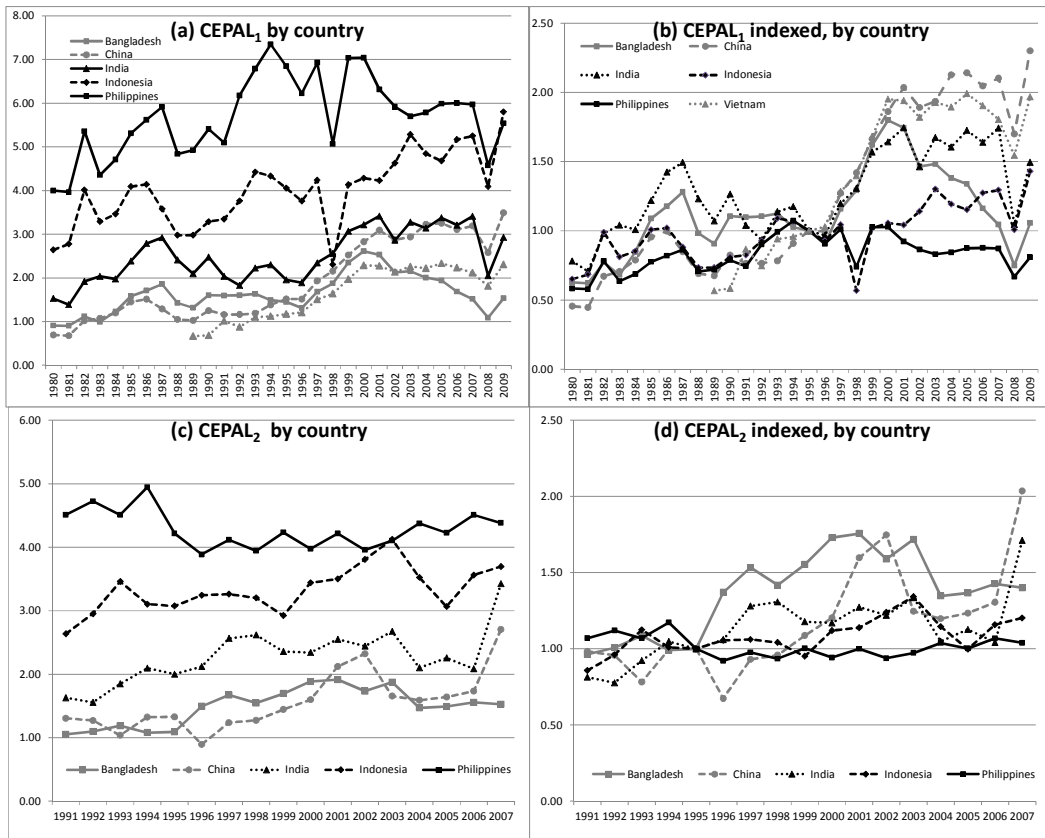 (a) CEPAL1 by country
8.00
7.00
6.00
5.00
4.00
3.00
2.00
1.00
0.00
Bangladesh
China
India
Indonesia
Philippines
1980 1981 1982 1983 1984 1985 1986 1987 1988 1989 1990 1991 1992 1993 1994 1995 1996 1997 1998 1999 2000 2001 2002 2003 2004 2005 2006 2007 2008 2009
(b) CEPAL1 indexed, by country
2.50
2.00
1.50
1.00
0.50
0.00
Bangladesh China
India Indonesia
Philippines Vietnam
1980 1981 1982 1983 1984 1985 1986 1987 1988 1989 1990 1991 1992 1993 1994 1995 1996 1997 1998 1999 2000 2001 2002 2003 2004 2005 2006 2007 2008 2009
(c) CEPAL2 by country
6.00
5.00
4.00
3.00
2.00
1.00
0.00
Bangladesh China India Indonesia Philippines
1991 1992 1993 1994 1995 1996 1997 1998 1999 2000 2001 2002 2003 2004 2005 2006 2007
(d) CEPAL2 indexed, by country
2.50
2.00
1.50
1.00
0.50
0.00
Bangladesh China India Indonesia Philippines
1991 1992 1993 1994 1995 1996 1997 1998 1999 2000 2001 2002 2003 2004 2005 2006 2007